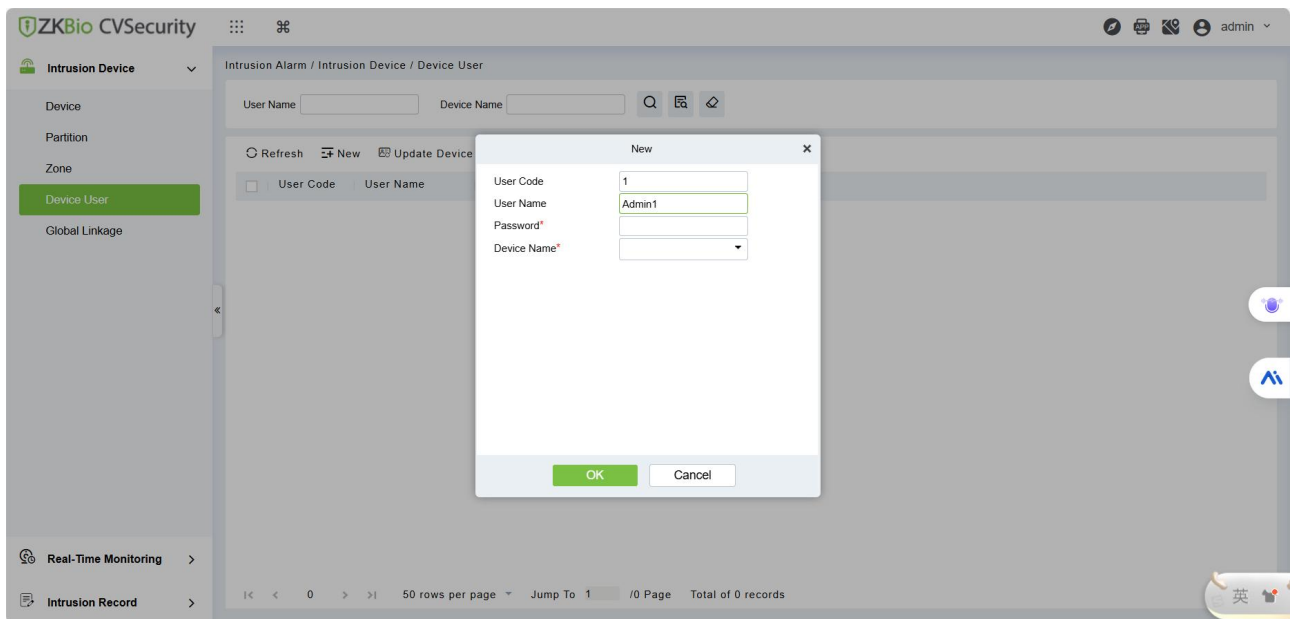 ZKBio CVSecurity
admin
Intrusion Device
Intrusion Alarm / Intrusion Device / Device User
Device
Partition
Zone
Device User
Global Linkage
User Name
Device Name
Refresh New Update Device
User Code User Name
New
User Code 1
User Name Admin1
Password*
Device Name*
OK Cancel
Real-Time Monitoring
Intrusion Record
0 50 rows per page Jump To 1 /0 Page Total of 0 records
英